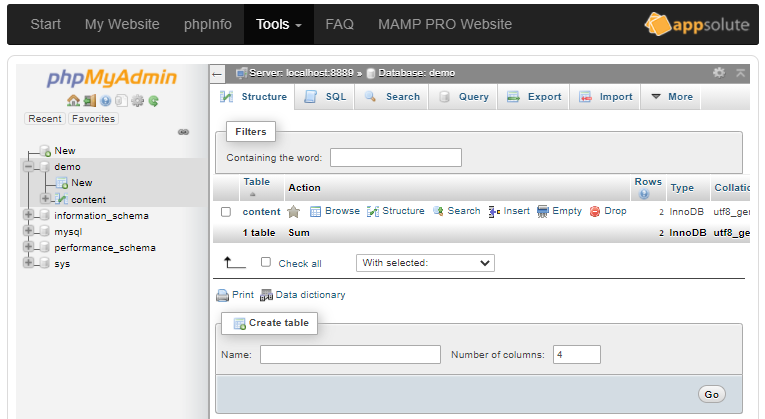 Start My Website phpInfo Tools FAQ MAMP PRO Website appsolute
phpMyAdmin
Recent Favorites
New
demo
New
content
information_schema
mysql
performance_schema
sys
Server: localhost:8889 » Database: demo
Structure SQL Search Query Export Import More
Filters
Containing the word:
Table Action Rows Type Collatio
content Browse Structure Search Insert Empty Drop 2 InnoDB utf8_ger
1 table Sum 2 InnoDB utf8_ger
Check all With selected:
Print Data dictionary
Create table
Name: Number of columns: 4
Go